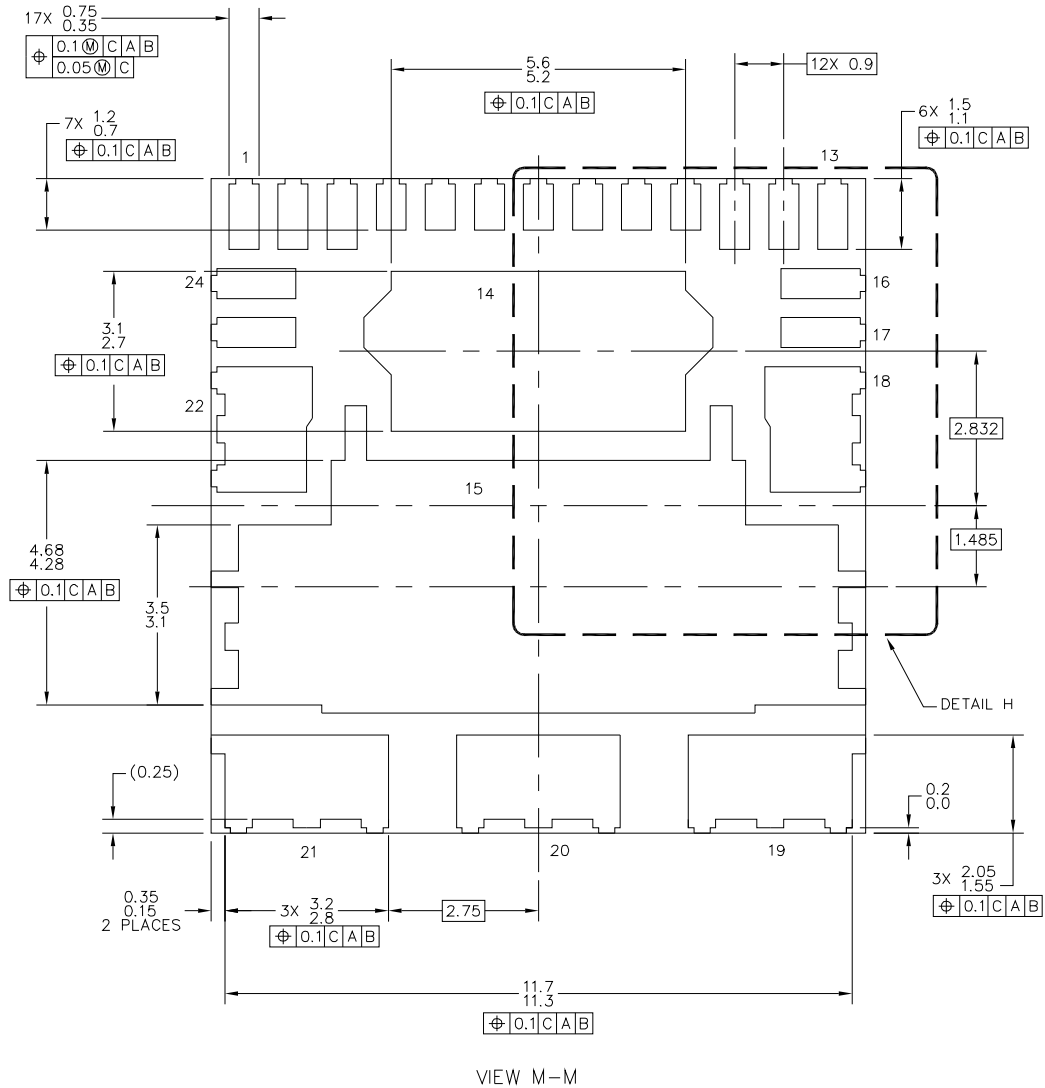 17X 0.75
0.35
⌖ 0.1 Ⓜ C A B
0.05 Ⓜ C
5.6
5.2
⌖ 0.1 C A B
12X 0.9
7X 1.2
0.7
⌖ 0.1 C A B
6X 1.5
1.1
⌖ 0.1 C A B
1
13
24
14
16
3.1
2.7
⌖ 0.1 C A B
17
22
18
2.832
15
4.68
4.28
⌖ 0.1 C A B
1.485
3.5
3.1
DETAIL H
(0.25)
0.2
0.0
21
20
19
3X 2.05
1.55
⌖ 0.1 C A B
0.35
0.15
2 PLACES
3X 3.2
2.8
⌖ 0.1 C A B
2.75
11.7
11.3
⌖ 0.1 C A B
VIEW M-M